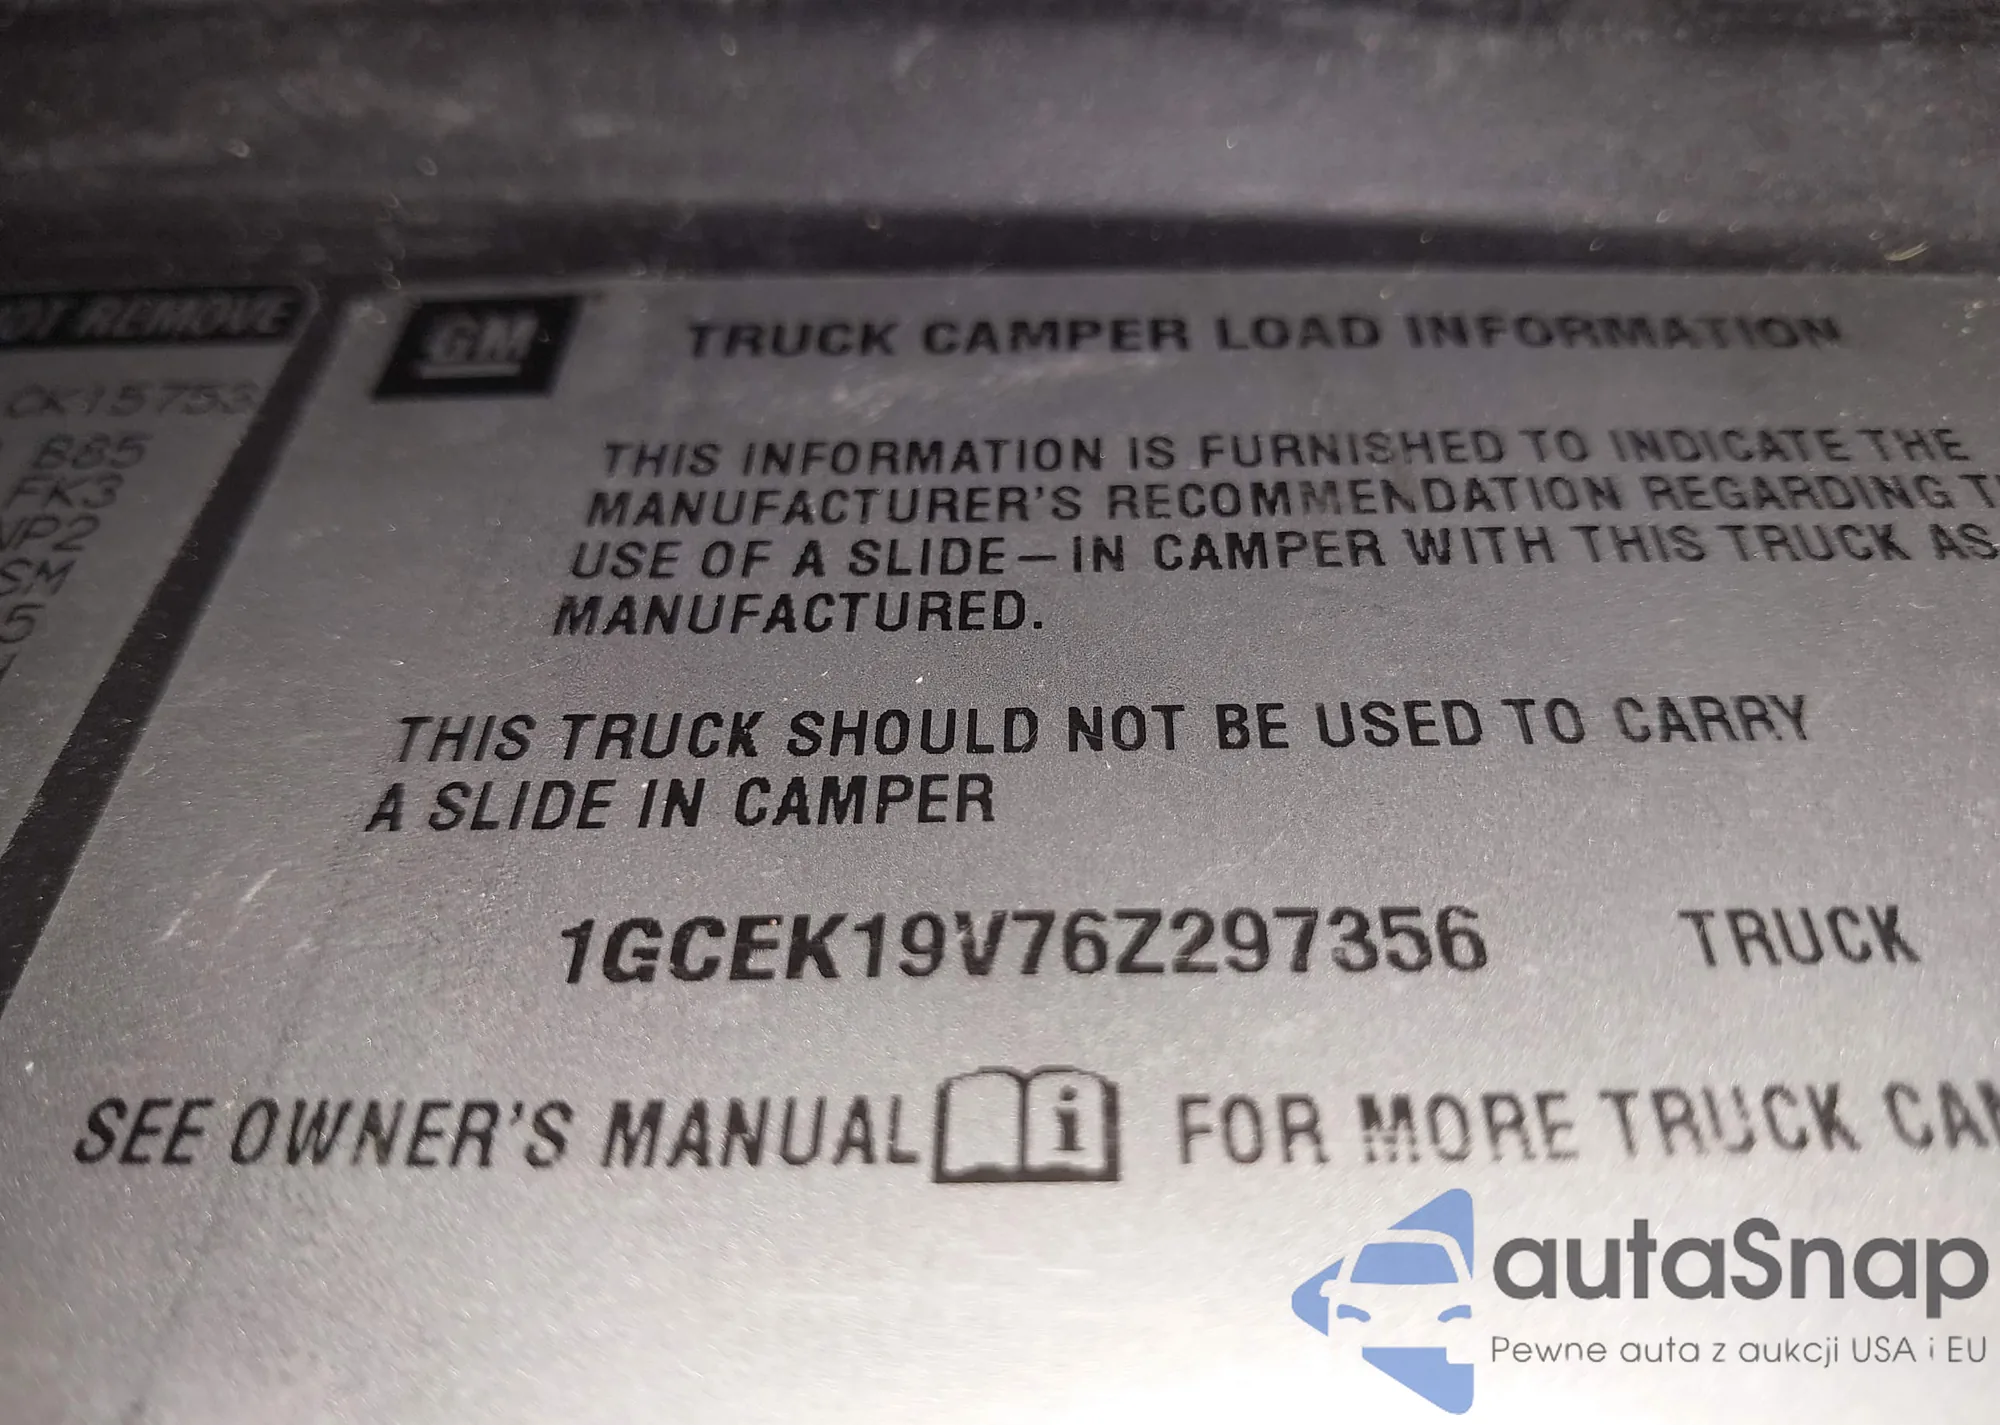 OT REMOVE
CK15753
B85
FK3
VP2
SM
5
GM
TRUCK CAMPER LOAD INFORMATION
THIS INFORMATION IS FURNISHED TO INDICATE THE
MANUFACTURER'S RECOMMENDATION REGARDING T
USE OF A SLIDE–IN CAMPER WITH THIS TRUCK AS
MANUFACTURED.
THIS TRUCK SHOULD NOT BE USED TO CARRY
A SLIDE IN CAMPER
1GCEK19V76Z297356 TRUCK
SEE OWNER'S MANUAL i FOR MORE TRUCK CA
autaSnap
Pewne auta z aukcji USA i EU